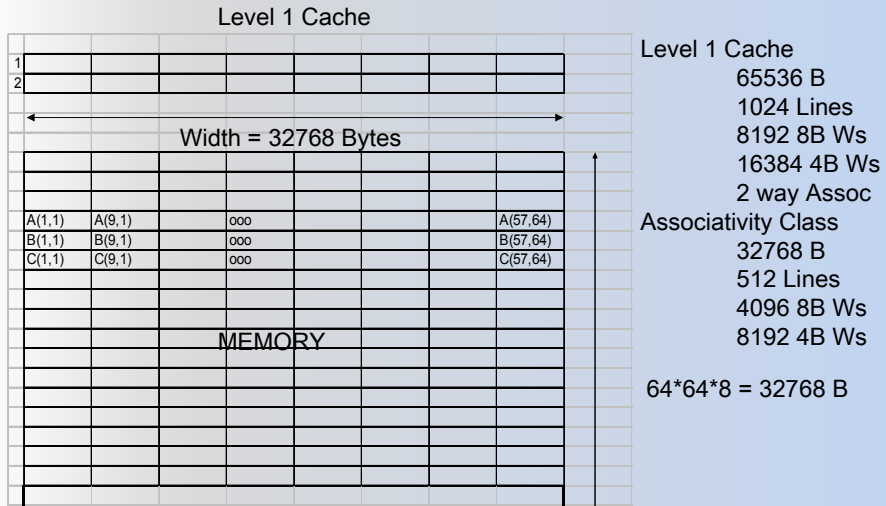 Level 1 Cache
1
2
Width = 32768 Bytes
A(1,1) A(9,1) ooo A(57,64)
B(1,1) B(9,1) ooo B(57,64)
C(1,1) C(9,1) ooo C(57,64)
MEMORY
Level 1 Cache
65536 B
1024 Lines
8192 8B Ws
16384 4B Ws
2 way Assoc
Associativity Class
32768 B
512 Lines
4096 8B Ws
8192 4B Ws
64*64*8 = 32768 B